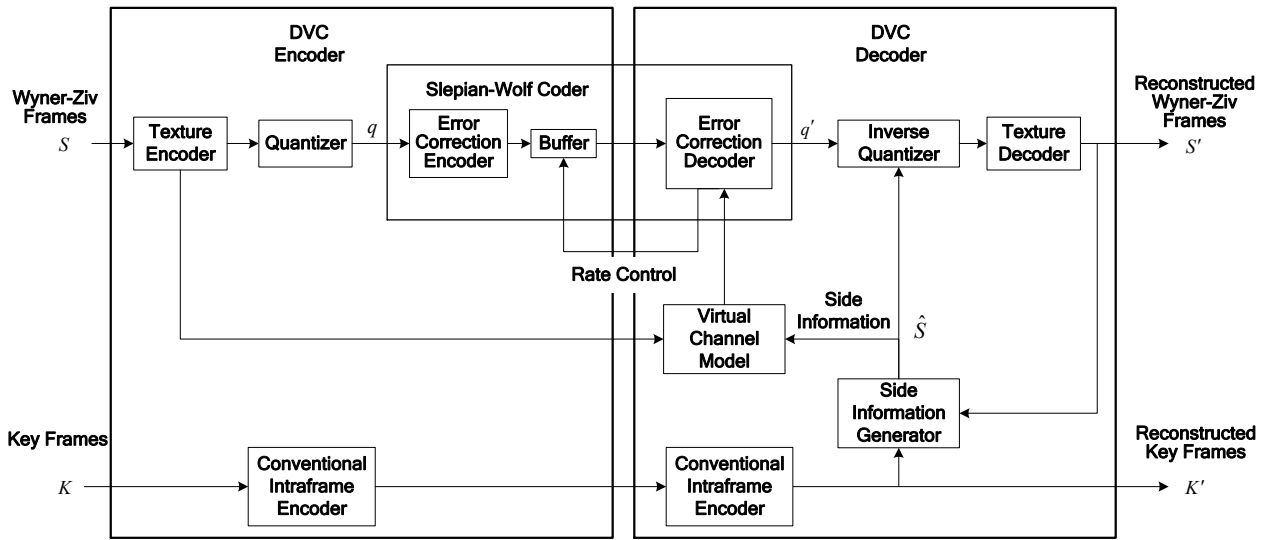 DVC
Encoder
DVC
Decoder
Slepian-Wolf Coder
Wyner-Ziv
Frames
S
Texture
Encoder
Quantizer
q
Error
Correction
Encoder
Buffer
Error
Correction
Decoder
q′
Inverse
Quantizer
Texture
Decoder
Reconstructed
Wyner-Ziv
Frames
S′
Rate Control
Virtual
Channel
Model
Side
Information
Ŝ
Side
Information
Generator
Key Frames
K
Conventional
Intraframe
Encoder
Conventional
Intraframe
Encoder
Reconstructed
Key Frames
K′